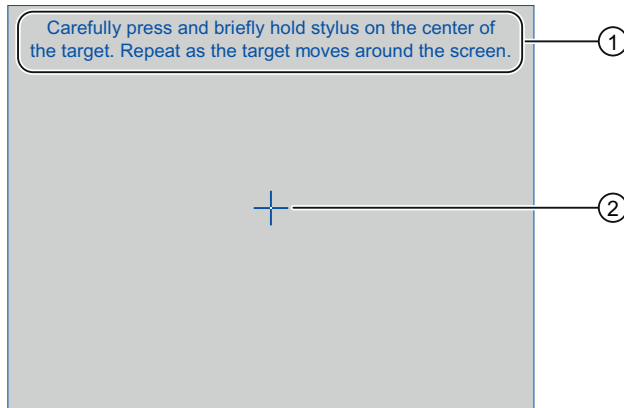 Carefully press and briefly hold stylus on the center of
the target. Repeat as the target moves around the screen.
1
2